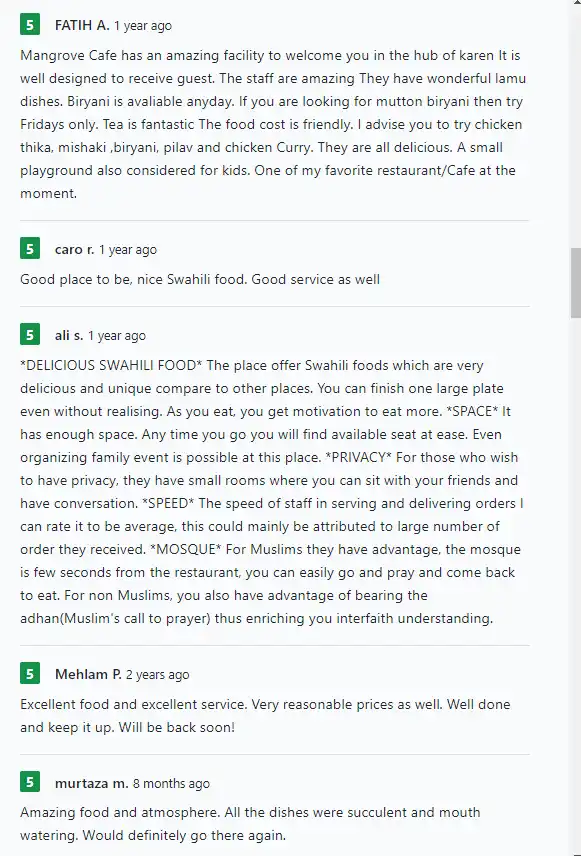 5 FATIH A. 1 year ago
Mangrove Cafe has an amazing facility to welcome you in the hub of karen It is
well designed to receive guest. The staff are amazing They have wonderful lamu
dishes. Biryani is avaliable anyday. If you are looking for mutton biryani then try
Fridays only. Tea is fantastic The food cost is friendly. I advise you to try chicken
thika, mishaki ,biryani, pilav and chicken Curry. They are all delicious. A small
playground also considered for kids. One of my favorite restaurant/Cafe at the
moment.
5 caro r. 1 year ago
Good place to be, nice Swahili food. Good service as well
5 ali s. 1 year ago
*DELICIOUS SWAHILI FOOD* The place offer Swahili foods which are very
delicious and unique compare to other places. You can finish one large plate
even without realising. As you eat, you get motivation to eat more. *SPACE* It
has enough space. Any time you go you will find available seat at ease. Even
organizing family event is possible at this place. *PRIVACY* For those who wish
to have privacy, they have small rooms where you can sit with your friends and
have conversation. *SPEED* The speed of staff in serving and delivering orders I
can rate it to be average, this could mainly be attributed to large number of
order they received. *MOSQUE* For Muslims they have advantage, the mosque
is few seconds from the restaurant, you can easily go and pray and come back
to eat. For non Muslims, you also have advantage of bearing the
adhan(Muslim's call to prayer) thus enriching you interfaith understanding.
5 Mehlam P. 2 years ago
Excellent food and excellent service. Very reasonable prices as well. Well done
and keep it up. Will be back soon!
5 murtaza m. 8 months ago
Amazing food and atmosphere. All the dishes were succulent and mouth
watering. Would definitely go there again.